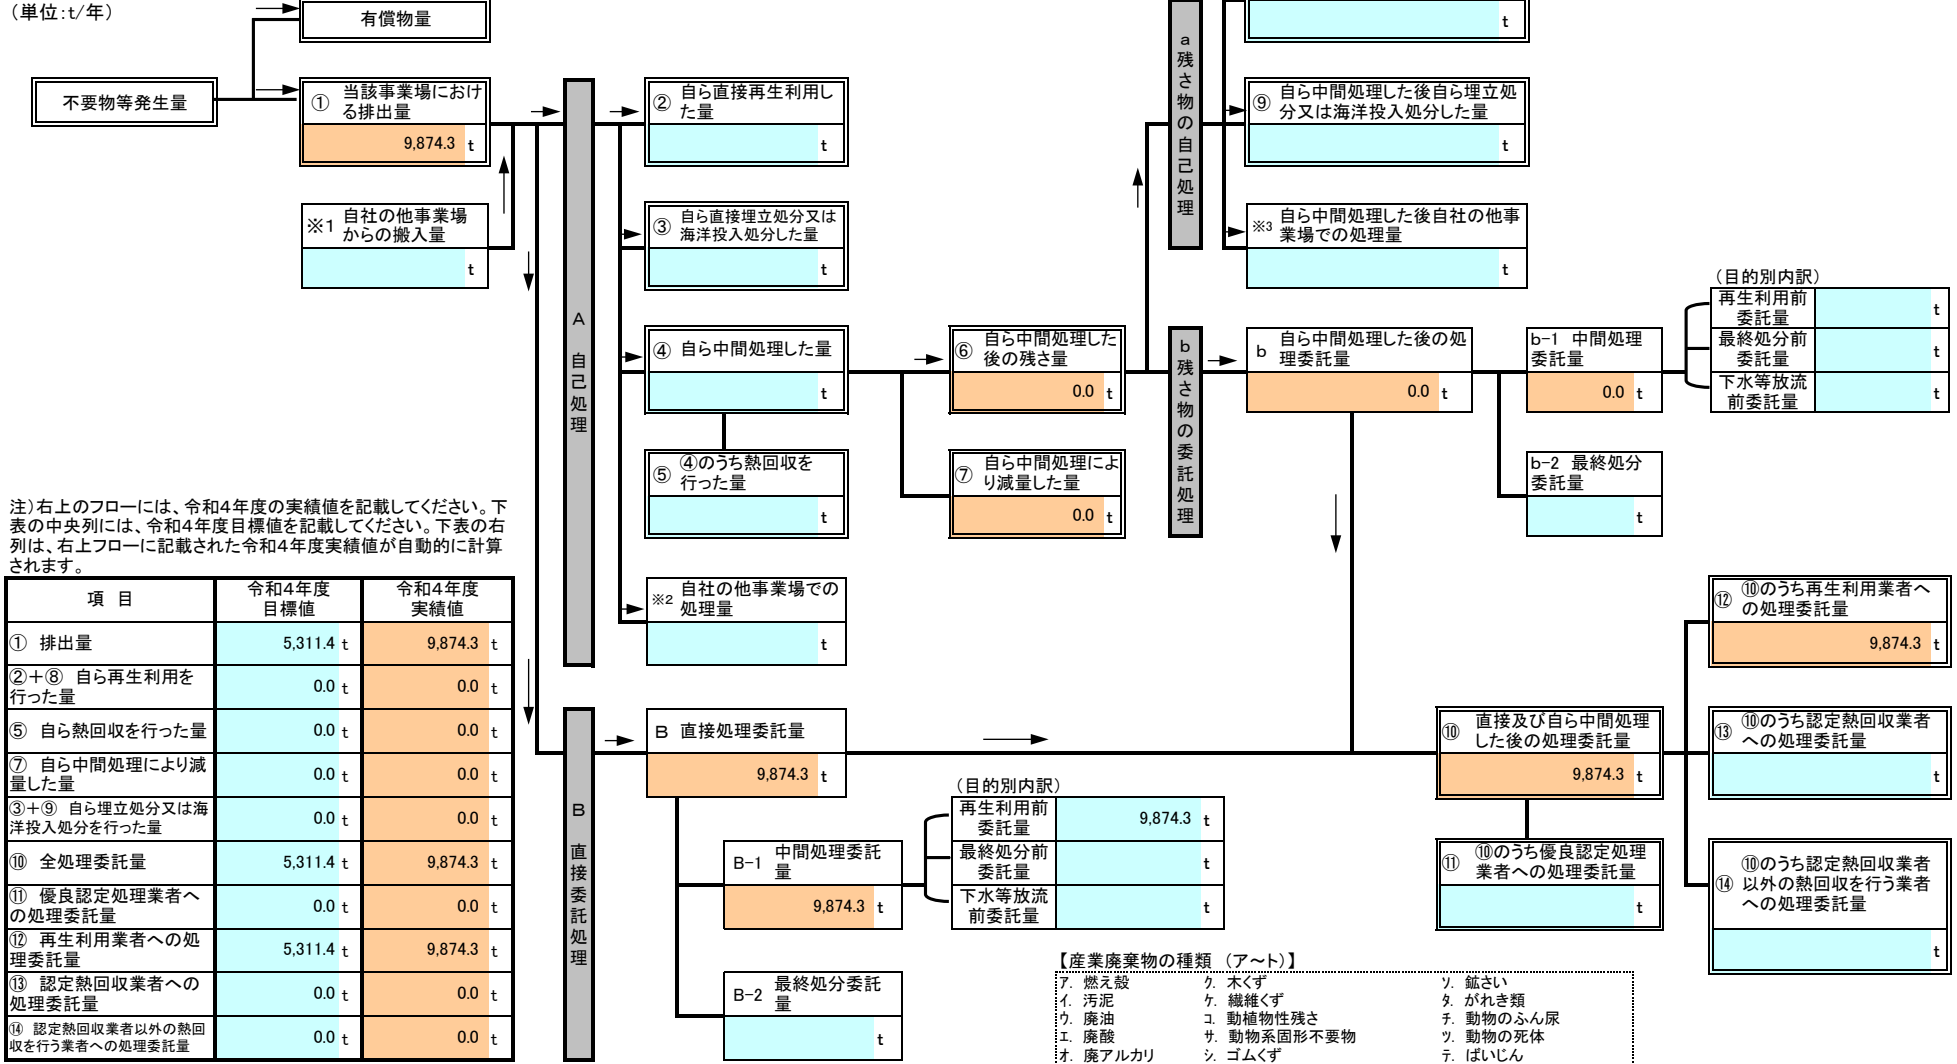 （単位:t/年）
有償物量
不要物等発生量
①
当該事業場におけ
る排出量
9,874.3 t
※1
自社の他事業場
からの搬入量
t
A
自己処理
②
自ら直接再生利用し
た量
t
③
自ら直接埋立処分又は
海洋投入処分した量
t
④ 自ら中間処理した量
t
⑤
④のうち熱回収を
行った量
t
※2
自社の他事業場での
処理量
t
⑥
自ら中間処理した
後の残さ量
0.0 t
⑦
自ら中間処理によ
り減量した量
0.0 t
a残さ物の自己処理
t
⑨
自ら中間処理した後自ら埋立処
分又は海洋投入処分した量
t
※3
自ら中間処理した後自社の他事
業場での処理量
t
b残さ物の委託処理
b
自ら中間処理した後の処
理委託量
0.0 t
b-1 中間処理
委託量
0.0 t
b-2 最終処分
委託量
t
（目的別内訳）
再生利用前
委託量
t
最終処分前
委託量
t
下水等放流
前委託量
t
注）右上のフローには、令和4年度の実績値を記載してください。下
表の中央列には、令和4年度目標値を記載してください。下表の右
列は、右上フローに記載された令和4年度実績値が自動的に計算
されます。
項 目
令和4年度
目標値
令和4年度
実績値
① 排出量
5,311.4 t
9,874.3 t
②＋⑧ 自ら再生利用を
行った量
0.0 t
0.0 t
⑤ 自ら熱回収を行った量
0.0 t
0.0 t
⑦ 自ら中間処理により減
量した量
0.0 t
0.0 t
③＋⑨ 自ら埋立処分又は海
洋投入処分を行った量
0.0 t
0.0 t
⑩ 全処理委託量
5,311.4 t
9,874.3 t
⑪ 優良認定処理業者へ
の処理委託量
0.0 t
0.0 t
⑫ 再生利用業者への処
理委託量
5,311.4 t
9,874.3 t
⑬ 認定熱回収業者への
処理委託量
0.0 t
0.0 t
⑭ 認定熱回収業者以外の熱回
収を行う業者への処理委託量
0.0 t
0.0 t
B
直接委託処理
B 直接処理委託量
9,874.3 t
B-1
中間処理委託
量
9,874.3 t
B-2
最終処分委託
量
t
（目的別内訳）
再生利用前
委託量
9,874.3 t
最終処分前
委託量
t
下水等放流
前委託量
t
⑩
直接及び自ら中間処理
した後の処理委託量
9,874.3 t
⑪
⑩のうち優良認定処理
業者への処理委託量
t
⑫
⑩のうち再生利用業者へ
の処理委託量
9,874.3 t
⑬
⑩のうち認定熱回収業者
への処理委託量
t
⑭
⑩のうち認定熱回収業者
以外の熱回収を行う業者
への処理委託量
t
【産業廃棄物の種類 （ア～ト）】
ア. 燃え殻
イ. 汚泥
ウ. 廃油
エ. 廃酸
オ. 廃アルカリ
ク. 木くず
ケ. 繊維くず
コ. 動植物性残さ
サ. 動物系固形不要物
シ. ゴムくず
ソ. 鉱さい
タ. がれき類
チ. 動物のふん尿
ツ. 動物の死体
テ. ばいじん